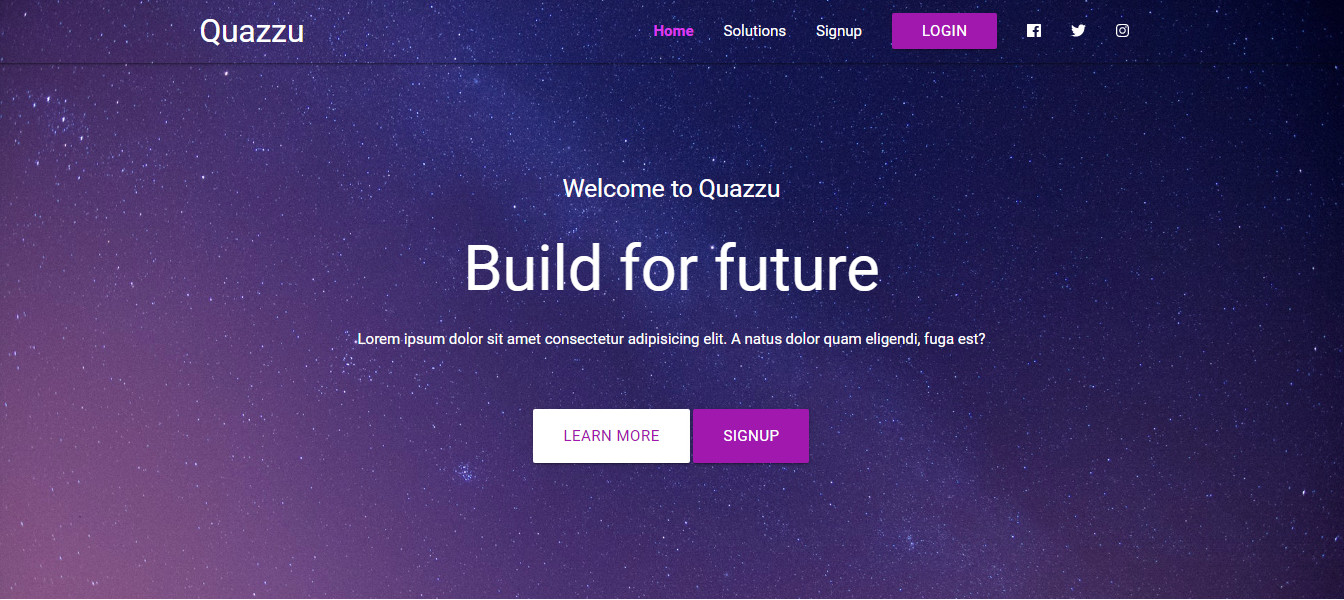 Quazzu
Home Solutions Signup LOGIN
Welcome to Quazzu
Build for future
Lorem ipsum dolor sit amet consectetur adipisicing elit. A natus dolor quam eligendi, fuga est?
LEARN MORE SIGNUP